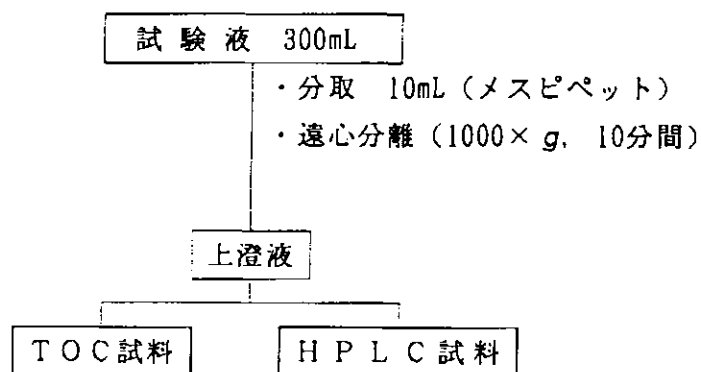 試験液 300mL
・分取 10mL(メスピペット)
・遠心分離(1000×g, 10分間)
上澄液
TOC試料
HPLC試料